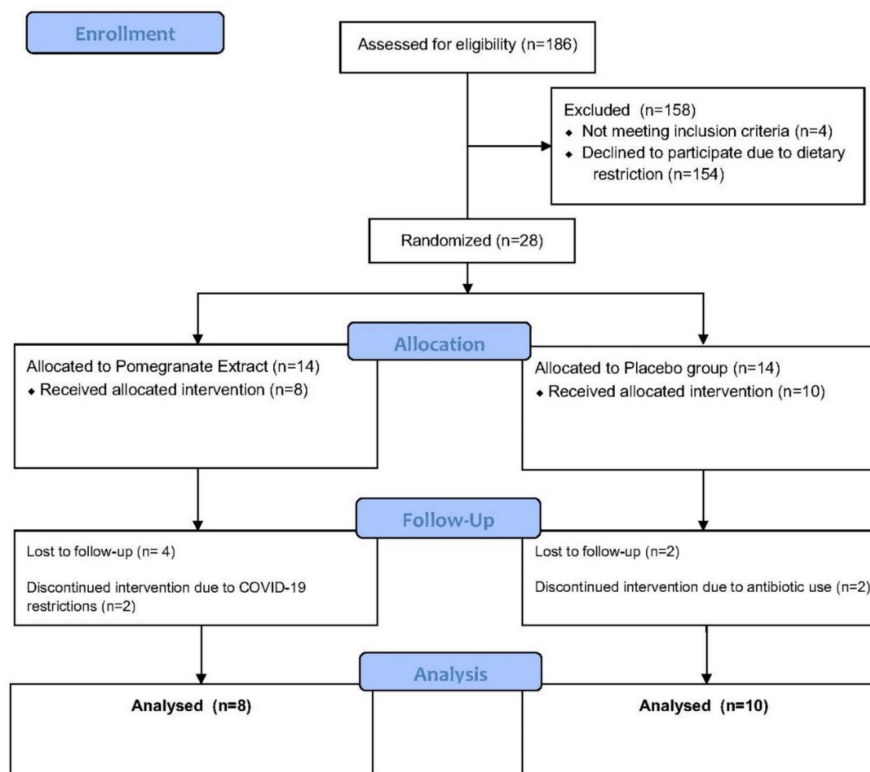 Enrollment
Assessed for eligibility (n=186)
Excluded (n=158)
⬥ Not meeting inclusion criteria (n=4)
⬥ Declined to participate due to dietary
restriction (n=154)
Randomized (n=28)
Allocation
Allocated to Pomegranate Extract (n=14)
⬥ Received allocated intervention (n=8)
Allocated to Placebo group (n=14)
⬥ Received allocated intervention (n=10)
Follow-Up
Lost to follow-up (n= 4)
Discontinued intervention due to COVID-19
restrictions (n=2)
Lost to follow-up (n=2)
Discontinued intervention due to antibiotic use (n=2)
Analysis
Analysed (n=8)
Analysed (n=10)